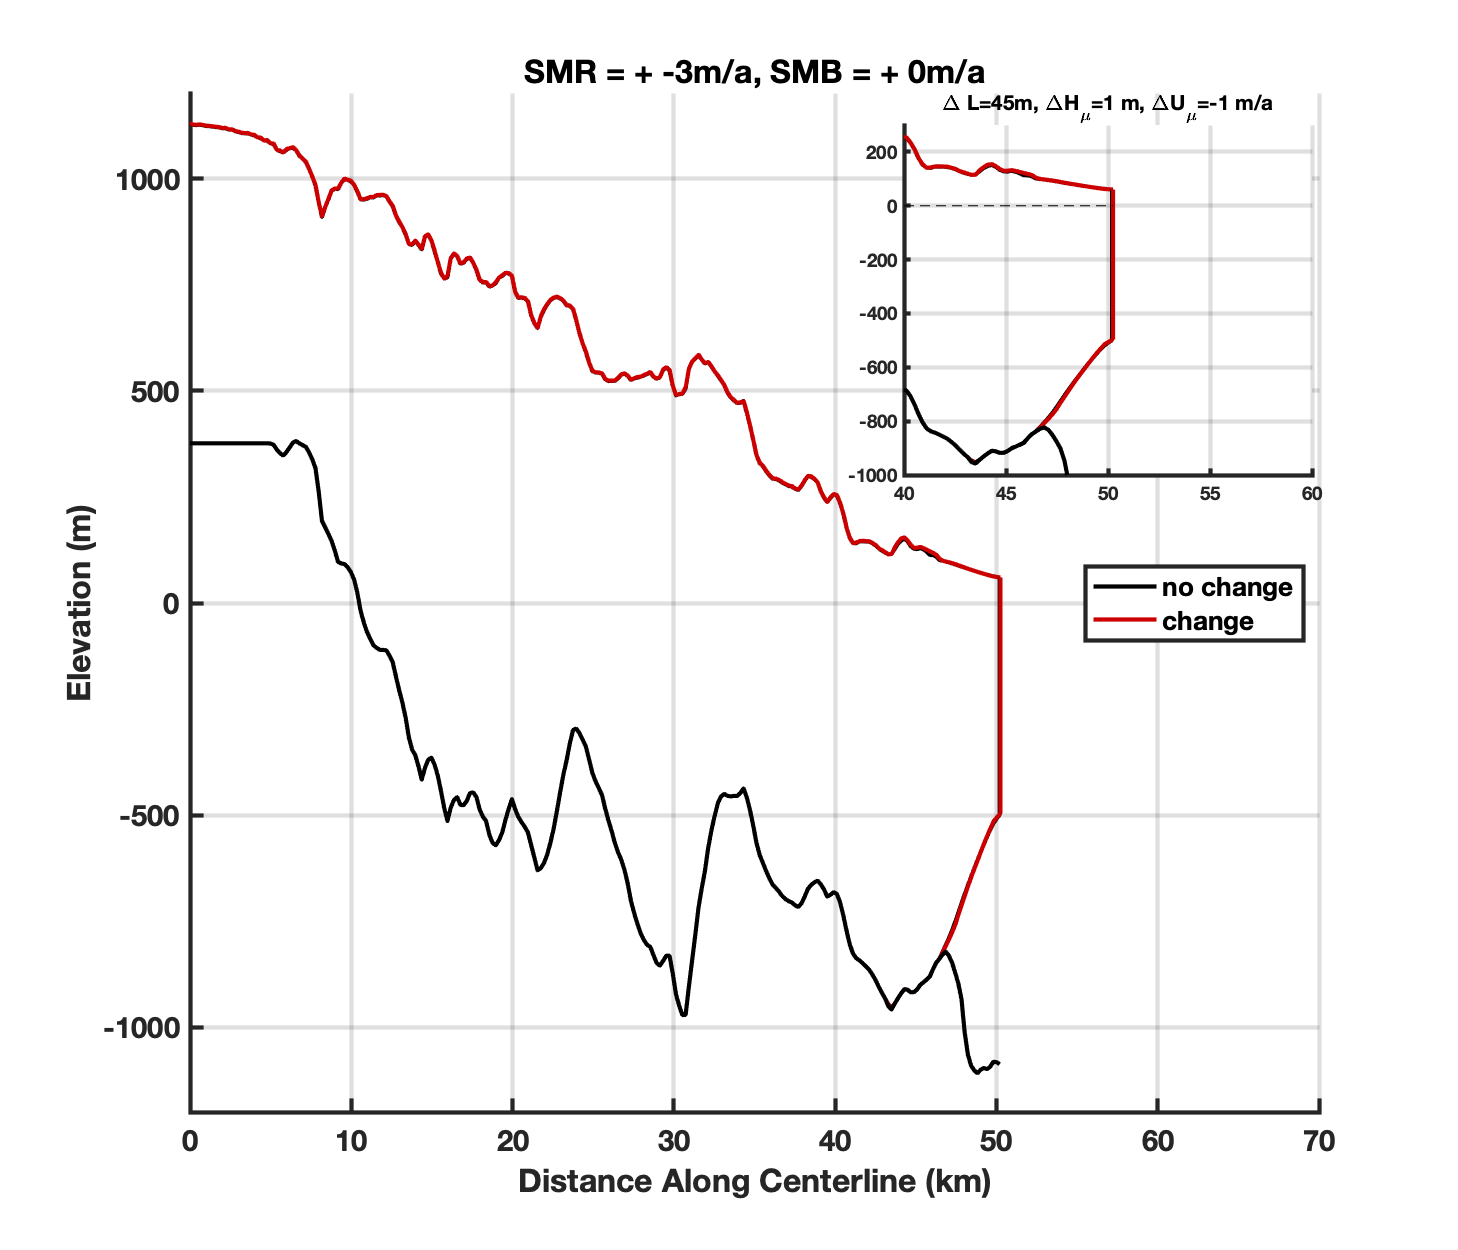 SMR = + -3m/a, SMB = + 0m/a
Δ L=45m, ΔHμ=1 m, ΔUμ=-1 m/a
200
0
-200
-400
-600
-800
-1000
40 45 50 55 60
1000
500
0
-500
-1000
Elevation (m)
no change
change
0 10 20 30 40 50 60 70
Distance Along Centerline (km)